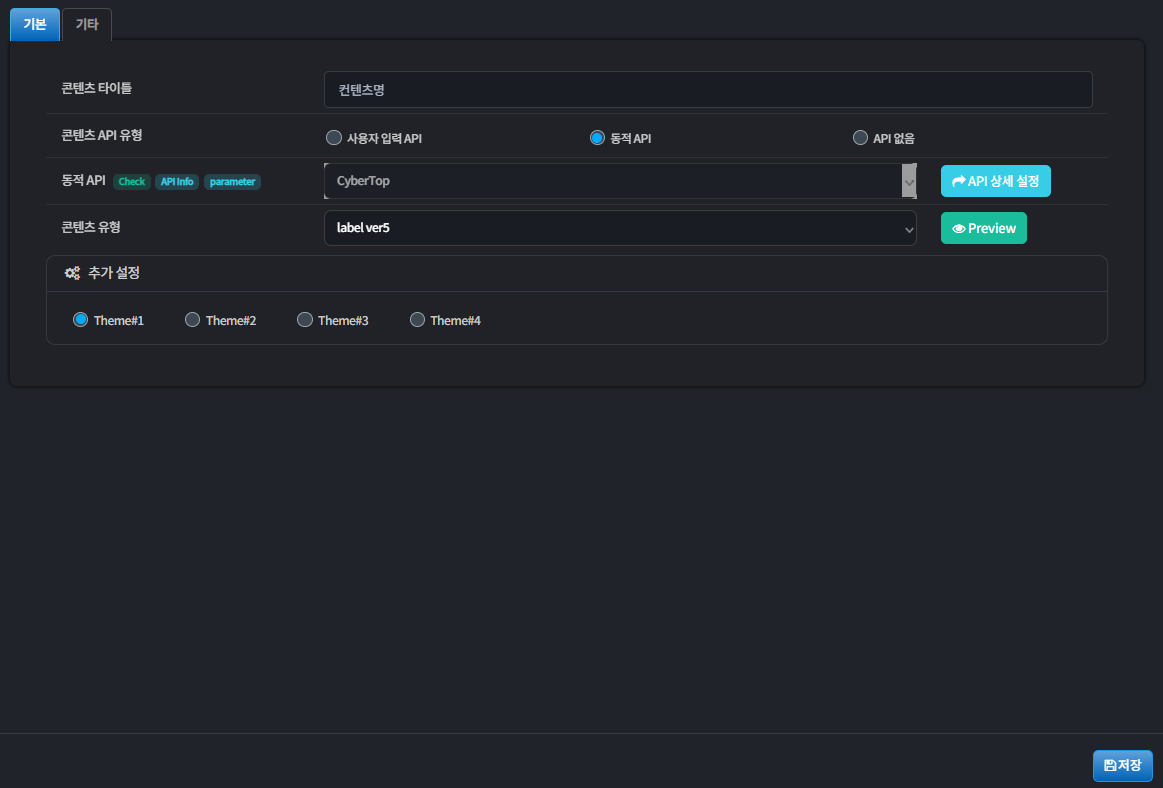 기본 기타
콘텐츠 타이틀 컨텐츠명
콘텐츠 API 유형 사용자 입력 API 동적 API API 없음
동적 API Check API Info parameter CyberTop API 상세 설정
콘텐츠 유형 label ver5 Preview
추가 설정
Theme#1 Theme#2 Theme#3 Theme#4
저장